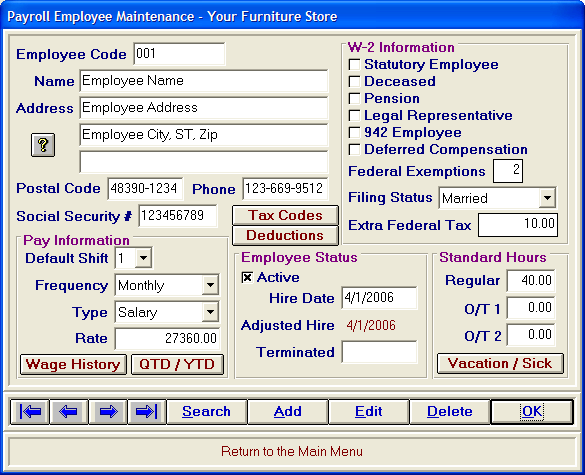 Payroll Employee Maintenance - Your Furniture Store
Employee Code 001
Name Employee Name
Address Employee Address
Employee City, ST, Zip
?
Postal Code 48390-1234 Phone 123-669-9512
Social Security # 123456789
Tax Codes
Deductions
W-2 Information
Statutory Employee
Deceased
Pension
Legal Representative
942 Employee
Deferred Compensation
Federal Exemptions 2
Filing Status Married
Extra Federal Tax 10.00
Pay Information
Default Shift 1
Frequency Monthly
Type Salary
Rate 27360.00
Wage History QTD / YTD
Employee Status
Active
Hire Date 4/1/2006
Adjusted Hire 4/1/2006
Terminated
Standard Hours
Regular 40.00
O/T 1 0.00
O/T 2 0.00
Vacation / Sick
Search Add Edit Delete OK
Return to the Main Menu